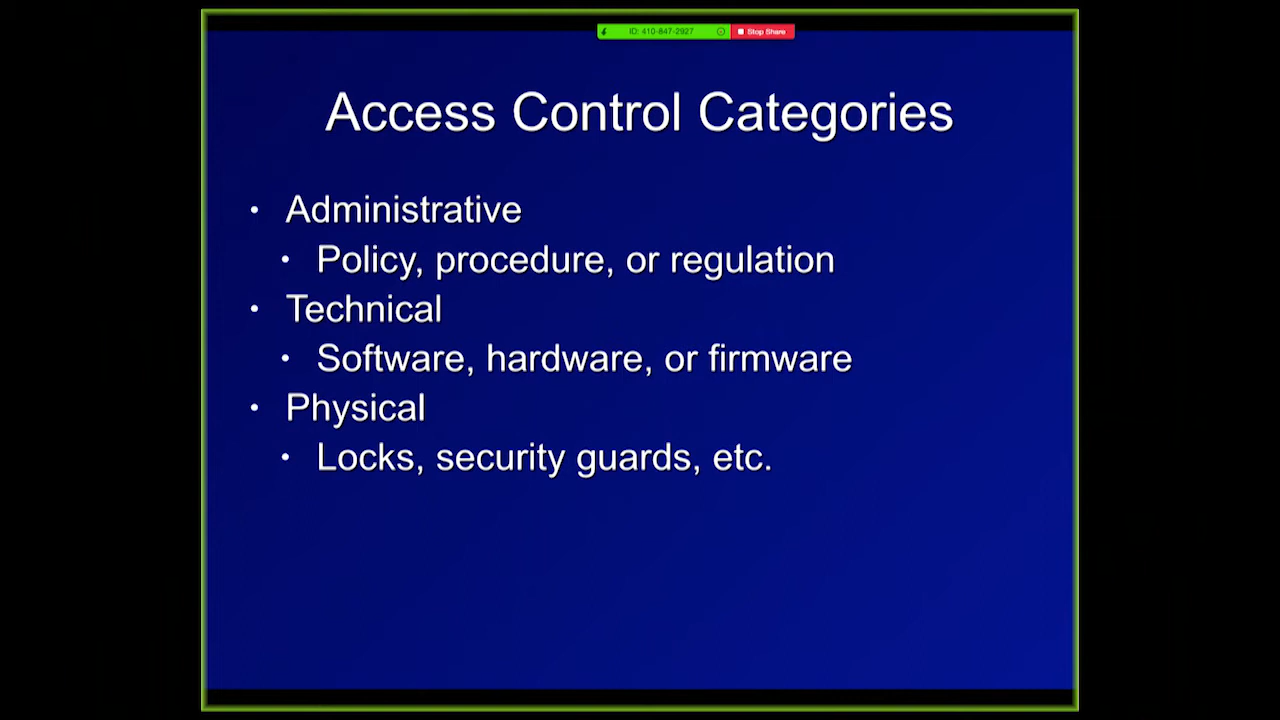 ID: 410-847-2927 Stop Share
Access Control Categories
• Administrative
• Policy, procedure, or regulation
• Technical
• Software, hardware, or firmware
• Physical
• Locks, security guards, etc.